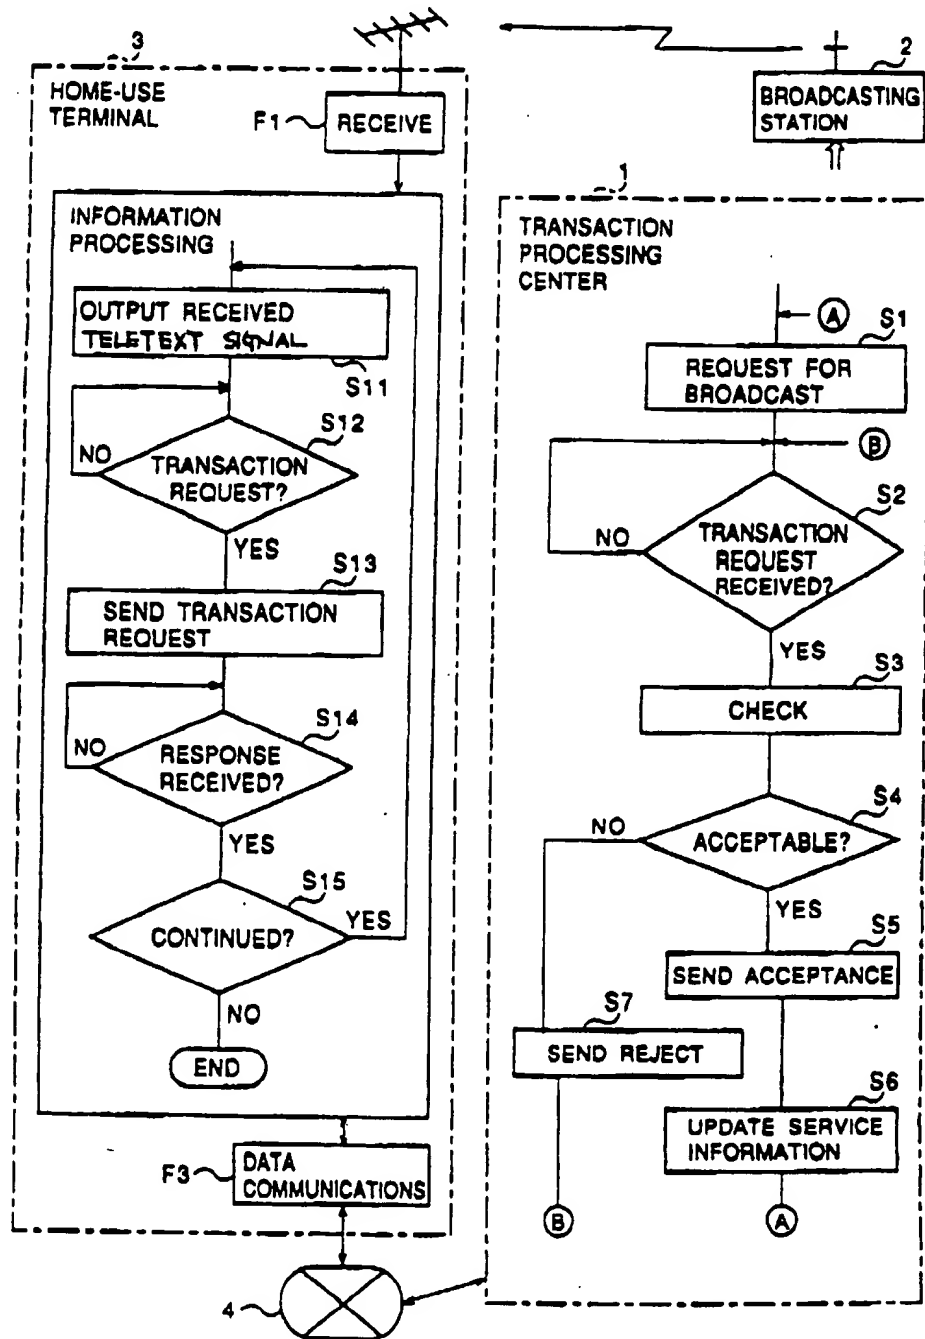 3
HOME-USE
TERMINAL
F1
RECEIVE
2
BROADCASTING
STATION
INFORMATION
PROCESSING
OUTPUT RECEIVED
TELETEXT SIGNAL
S11
S12
NO
TRANSACTION
REQUEST?
YES
S13
SEND TRANSACTION
REQUEST
S14
NO
RESPONSE
RECEIVED?
YES
S15
YES
CONTINUED?
NO
END
F3
DATA
COMMUNICATIONS
4
1
TRANSACTION
PROCESSING
CENTER
A
S1
REQUEST FOR
BROADCAST
B
S2
NO
TRANSACTION
REQUEST
RECEIVED?
YES
S3
CHECK
S4
NO
ACCEPTABLE?
YES
S5
SEND ACCEPTANCE
S7
SEND REJECT
S6
UPDATE SERVICE
INFORMATION
B
A